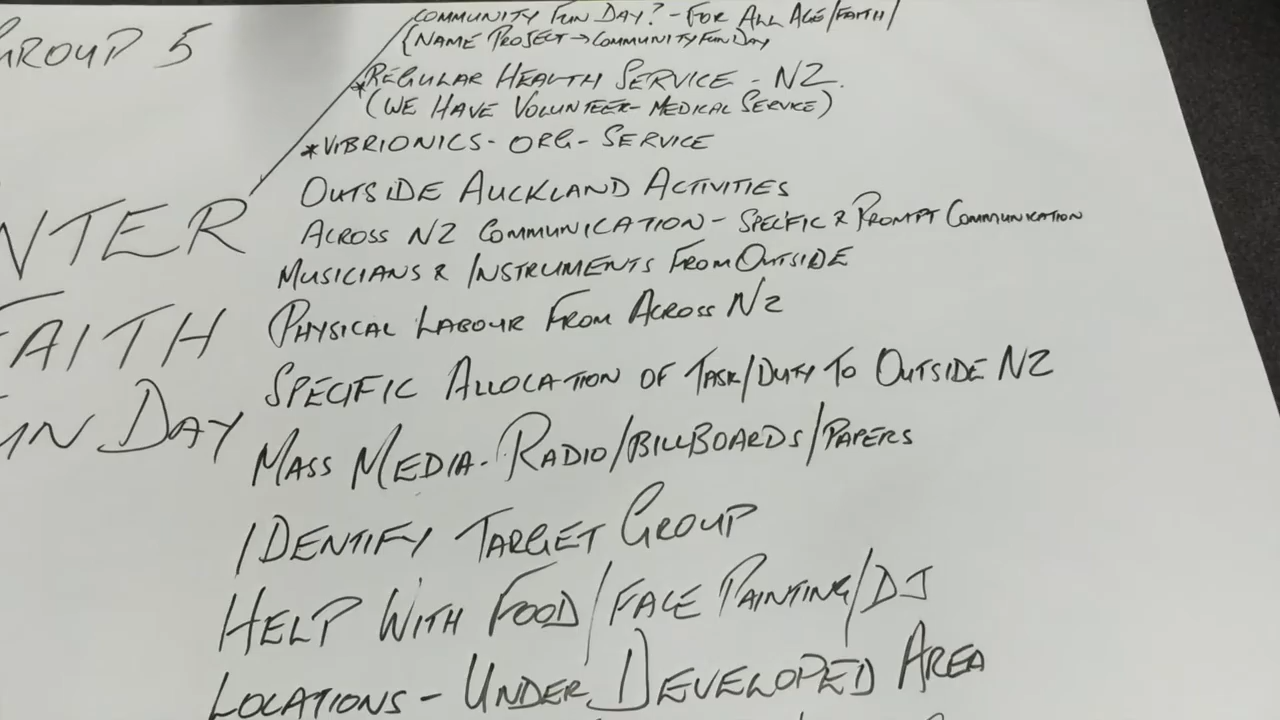 GROUP 5
COMMUNITY FUN DAY? - FOR ALL AGE/FAITH/
(NAME PROJECT → COMMUNITY FUN DAY
*REGULAR HEALTH SERVICE - NZ.
(WE HAVE VOLUNTEER - MEDICAL SERVICE)
*VIBRIONICS - ORG - SERVICE
OUTSIDE AUCKLAND ACTIVITIES
ACROSS NZ COMMUNICATION - SPECFIC & PROMPT COMMUNICATION
MUSICIANS & INSTRUMENTS FROM OUTSIDE
PHYSICAL LABOUR FROM ACROSS NZ
SPECIFIC ALLOCATION OF TASK/DUTY TO OUTSIDE NZ
MASS MEDIA - RADIO/BILLBOARDS/PAPERS
IDENTIFY TARGET GROUP
HELP WITH FOOD/FACE PAINTING/DJ
LOCATIONS - UNDER DEVELOPED AREA
NTER
FAITH
UN DAY